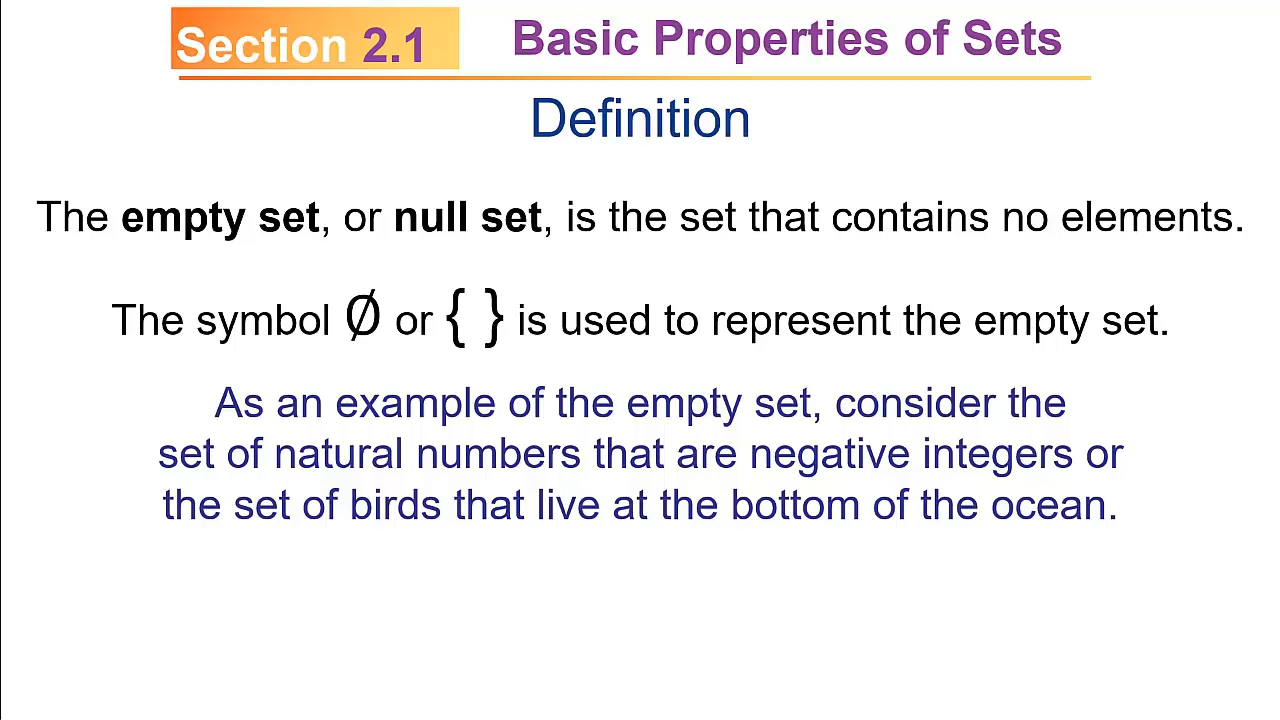 Section 2.1 Basic Properties of Sets
Definition
The empty set, or null set, is the set that contains no elements.
The symbol ∅ or { } is used to represent the empty set.
As an example of the empty set, consider the
set of natural numbers that are negative integers or
the set of birds that live at the bottom of the ocean.